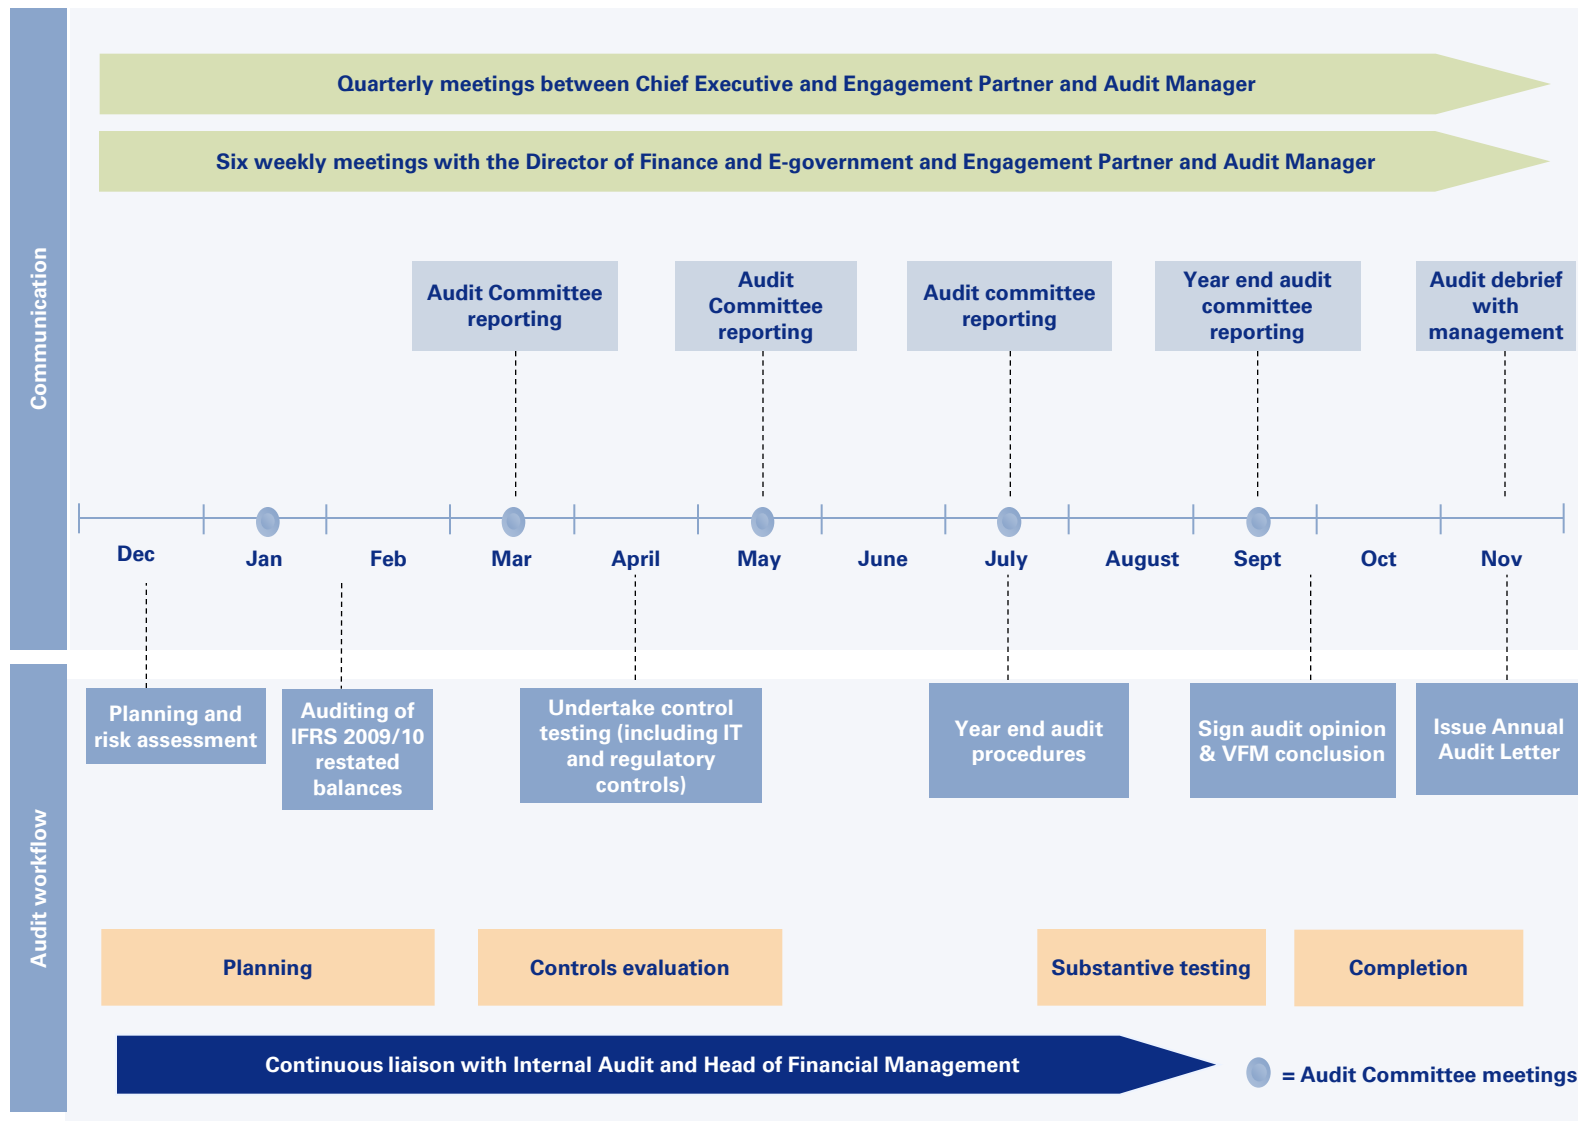 Communication
Quarterly meetings between Chief Executive and Engagement Partner and Audit Manager
Six weekly meetings with the Director of Finance and E-government and Engagement Partner and Audit Manager
Audit Committee
reporting
Audit
Committee
reporting
Audit committee
reporting
Year end audit
committee
reporting
Audit debrief
with
management
Dec
Jan
Feb
Mar
April
May
June
July
August
Sept
Oct
Nov
Audit workflow
Planning and
risk assessment
Auditing of
IFRS 2009/10
restated
balances
Undertake control
testing (including IT
and regulatory
controls)
Year end audit
procedures
Sign audit opinion
& VFM conclusion
Issue Annual
Audit Letter
Planning
Controls evaluation
Substantive testing
Completion
Continuous liaison with Internal Audit and Head of Financial Management
= Audit Committee meetings